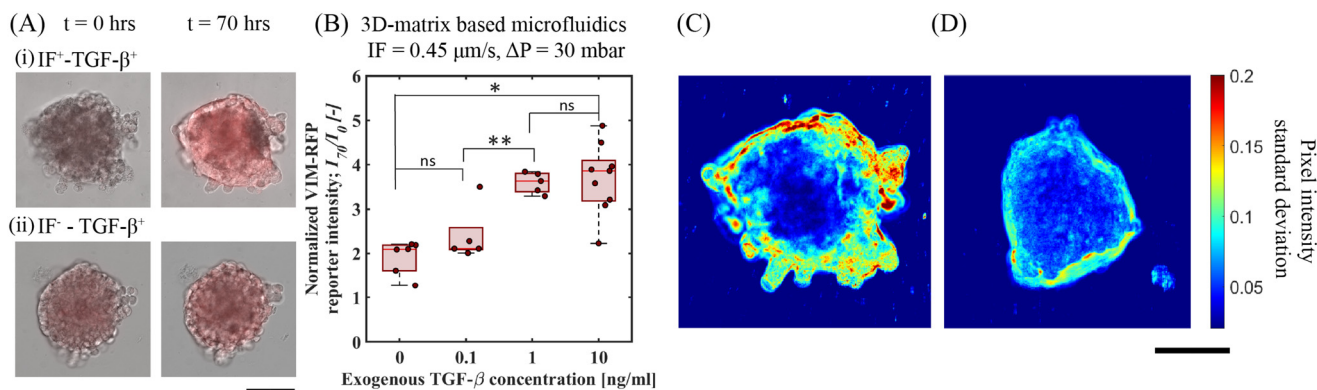 (A) t = 0 hrs t = 70 hrs
(i) IF⁺-TGF-β⁺
(ii) IF⁻ - TGF-β⁺
(B) 3D-matrix based microfluidics
IF = 0.45 μm/s, ΔP = 30 mbar
Normalized VIM-RFP
reporter intensity; I₇₀/I₀ [-]
6
5
4
3
2
1
0
*
ns
**
ns
0 0.1 1 10
Exogenous TGF-β concentration [ng/ml]
(C)
(D)
0.2
0.15
0.1
0.05
Pixel intensity
standard deviation